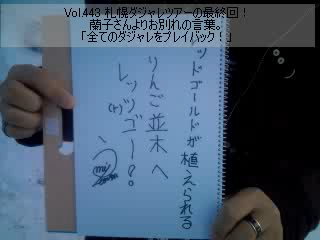 Vol.443 札幌ダジャレツアーの最終回！
蘭子さんよりお別れの言葉。
「全てのダジャレをプレイバック！」
ッドゴールドが植えられる
りんご並木へ
レッツゴー？
(ト)